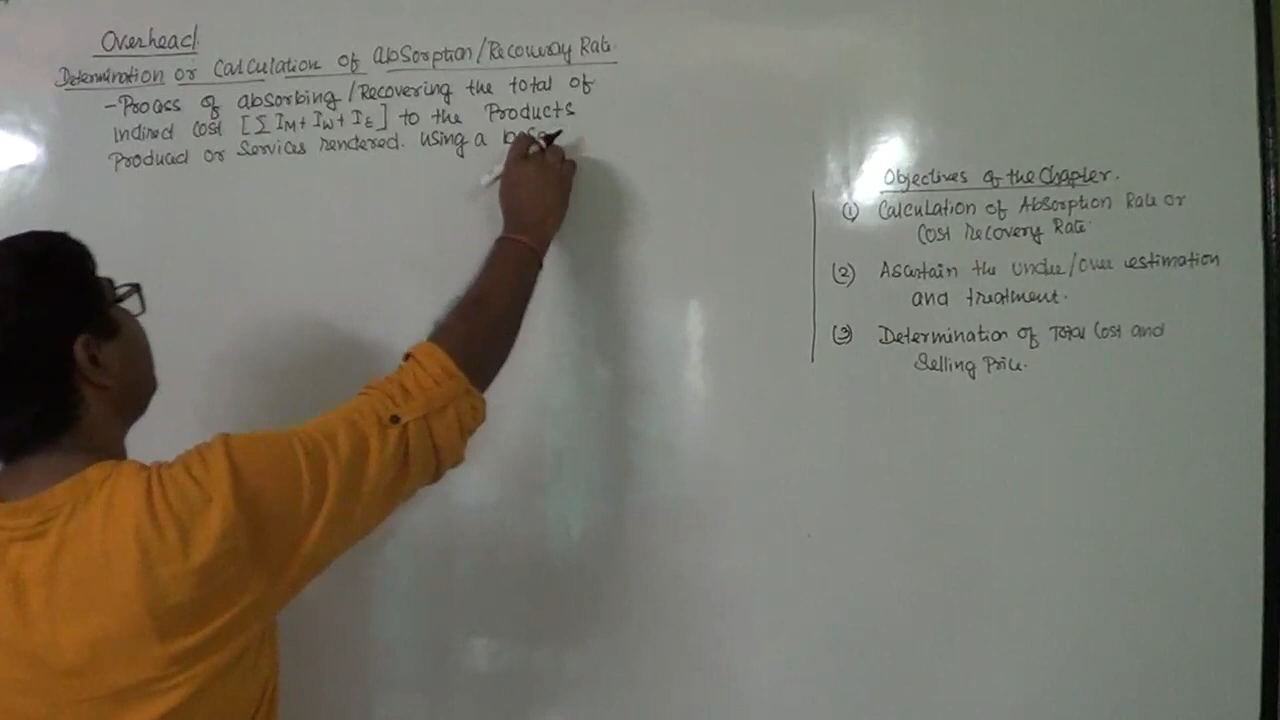 Overhead.
Determination or Calculation of Absorption/Recovery Rate
- Process of absorbing/Recovering the total of
Indirect cost [Σ IM + IW + IE] to the Products
Produced or Services rendered. using a base
Objectives of the Chapter.
(1) Calculation of Absorption Rate or
Cost recovery Rate.
(2) Ascertain the under/over estimation
and treatment.
(3) Determination of Total Cost and
Selling Price.